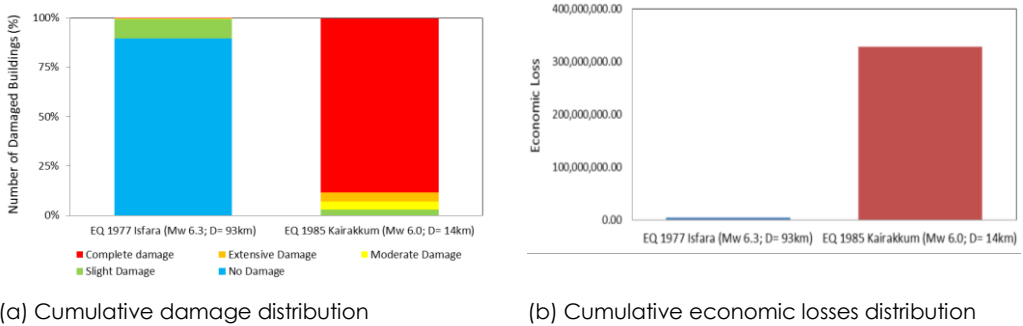 Number of Damaged Buildings (%)
100%
75%
50%
25%
0%
EQ 1977 Isfara (Mw 6.3; D= 93km)
EQ 1985 Kairakkum (Mw 6.0; D= 14km)
Complete damage
Extensive Damage
Moderate Damage
Slight Damage
No Damage
(a) Cumulative damage distribution
Economic Loss
400,000,000.00
300,000,000.00
200,000,000.00
100,000,000.00
0.00
EQ 1977 Isfara (Mw 6.3; D= 93km)
EQ 1985 Kairakkum (Mw 6.0; D= 14km)
(b) Cumulative economic losses distribution